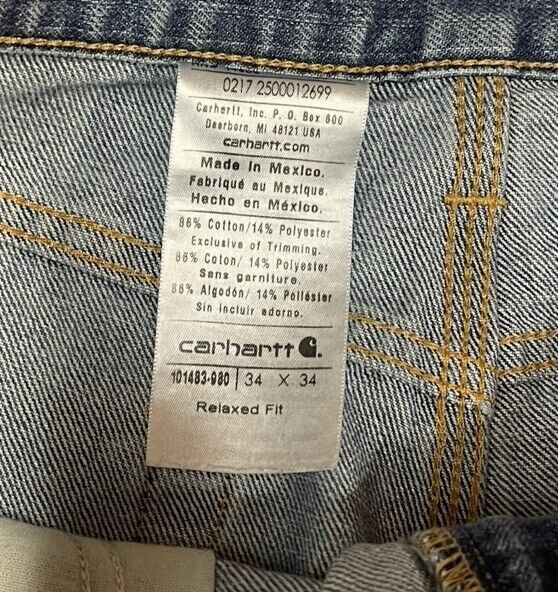 0217 2500012699
Carhartt, Inc. P. O. Box 600
Dearborn, MI 48121 USA
carhartt.com
Made in Mexico.
Fabriqué au Mexique.
Hecho en México.
86% Cotton/14% Polyester
Exclusive of Trimming.
86% Coton/ 14% Polyester
Sans garniture.
86% Algodón/ 14% Poliéster
Sin incluir adorno.
carhartt
101483-980 34 X 34
Relaxed Fit